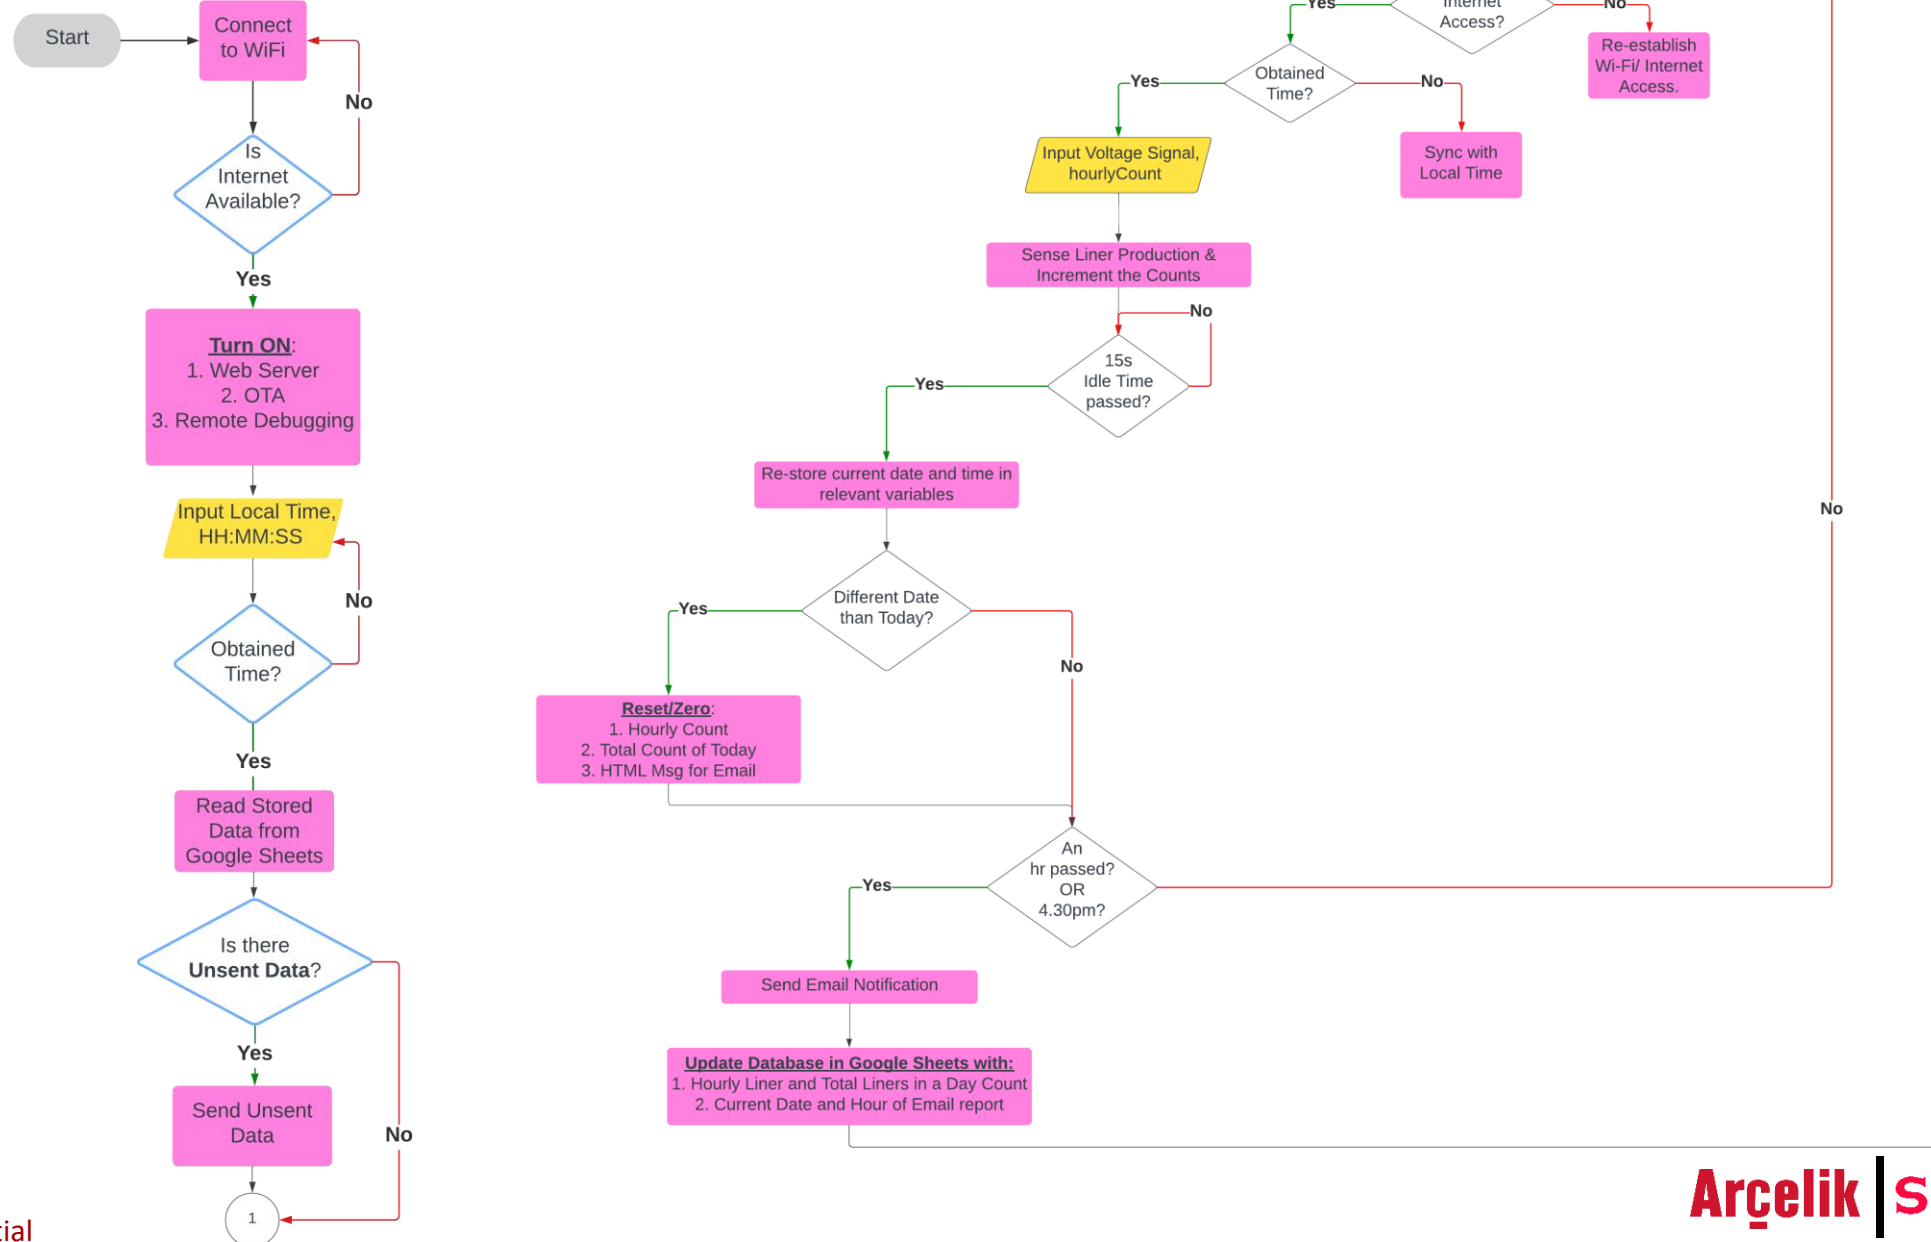 Start
Connect
to WiFi
No
Is
Internet
Available?
Yes
Turn ON:
1. Web Server
2. OTA
3. Remote Debugging
Input Local Time,
HH:MM:SS
No
Obtained
Time?
Yes
Read Stored
Data from
Google Sheets
Is there
Unsent Data?
Yes
Send Unsent
Data
No
1
Yes
Internet
Access?
No
Re-establish
Wi-Fi/ Internet
Access.
Obtained
Time?
Yes
No
Sync with
Local Time
Input Voltage Signal,
hourlyCount
Sense Liner Production &
Increment the Counts
No
15s
Idle Time
passed?
Yes
Re-store current date and time in
relevant variables
Different Date
than Today?
Yes
No
Reset/Zero:
1. Hourly Count
2. Total Count of Today
3. HTML Msg for Email
An
hr passed?
OR
4.30pm?
Yes
No
Send Email Notification
Update Database in Google Sheets with:
1. Hourly Liner and Total Liners in a Day Count
2. Current Date and Hour of Email report
Arçelik